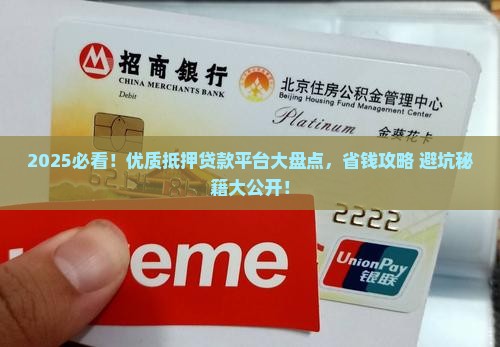 招商銀行
CHINA MERCHANTS BANK
Debit
北京住房公积金管理中心
Beijing Housing Fund Management Center
金葵花卡
2025必看！优质抵押贷款平台大盘点，省钱攻略 避坑秘
籍大公开！
2222
eme
UnionPay
银联